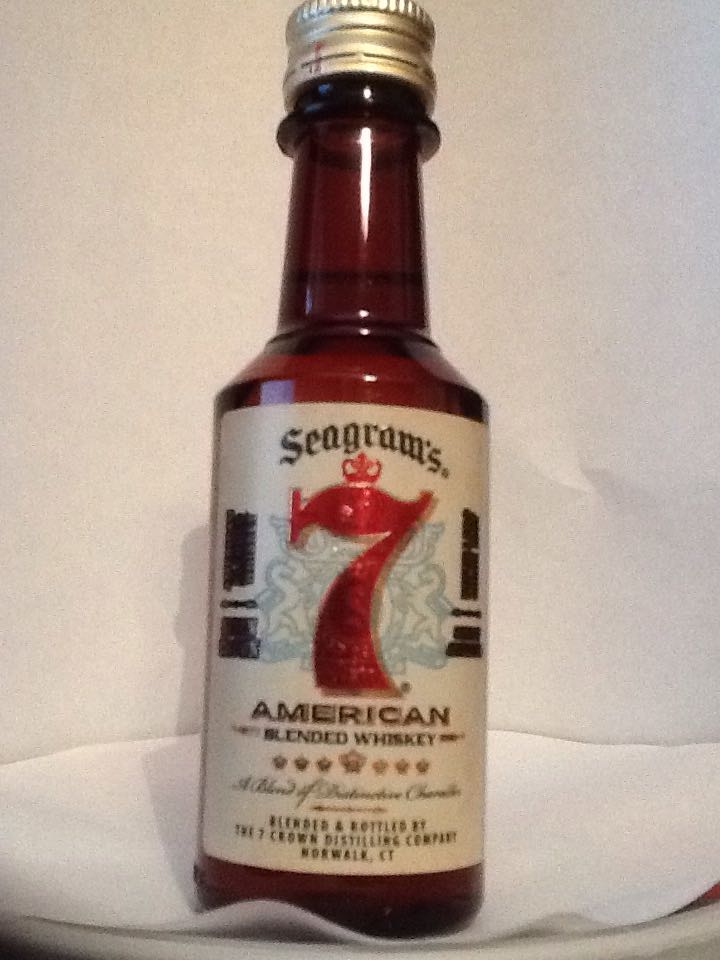 Seagram's
7
AMERICAN
BLENDED WHISKEY
A Blend of Distinctive Character
BLENDED & BOTTLED BY
THE 7 CROWN DISTILLING COMPANY
NORWALK, CT